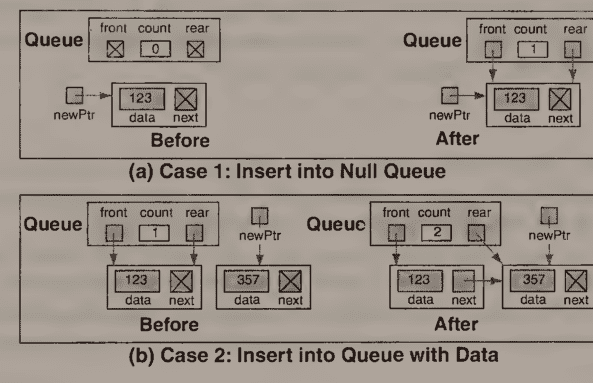 front count rear front count rear
Queue 0 Queue 1
123 123
newPtr data next newPtr data next
Before After
(a) Case 1: Insert into Null Queue
front count rear front count rear
Queue 1 newPtr Queue 2 newPtr
123 357 123 357
data next data next data next data next
Before After
(b) Case 2: Insert into Queue with Data